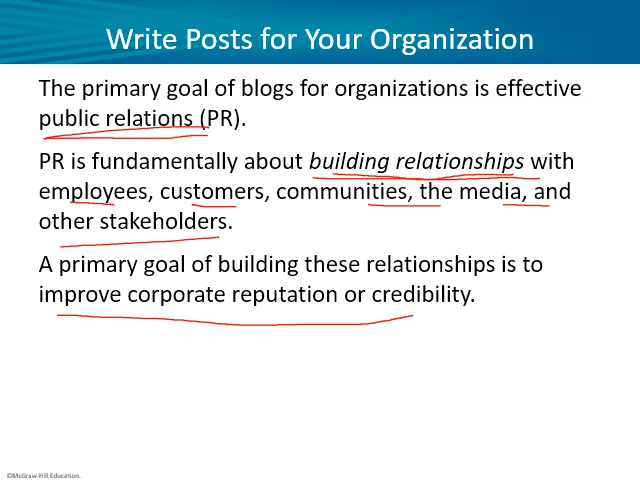 Write Posts for Your Organization
The primary goal of blogs for organizations is effective
public relations (PR).
PR is fundamentally about building relationships with
employees, customers, communities, the media, and
other stakeholders.
A primary goal of building these relationships is to
improve corporate reputation or credibility.
©McGraw-Hill Education.